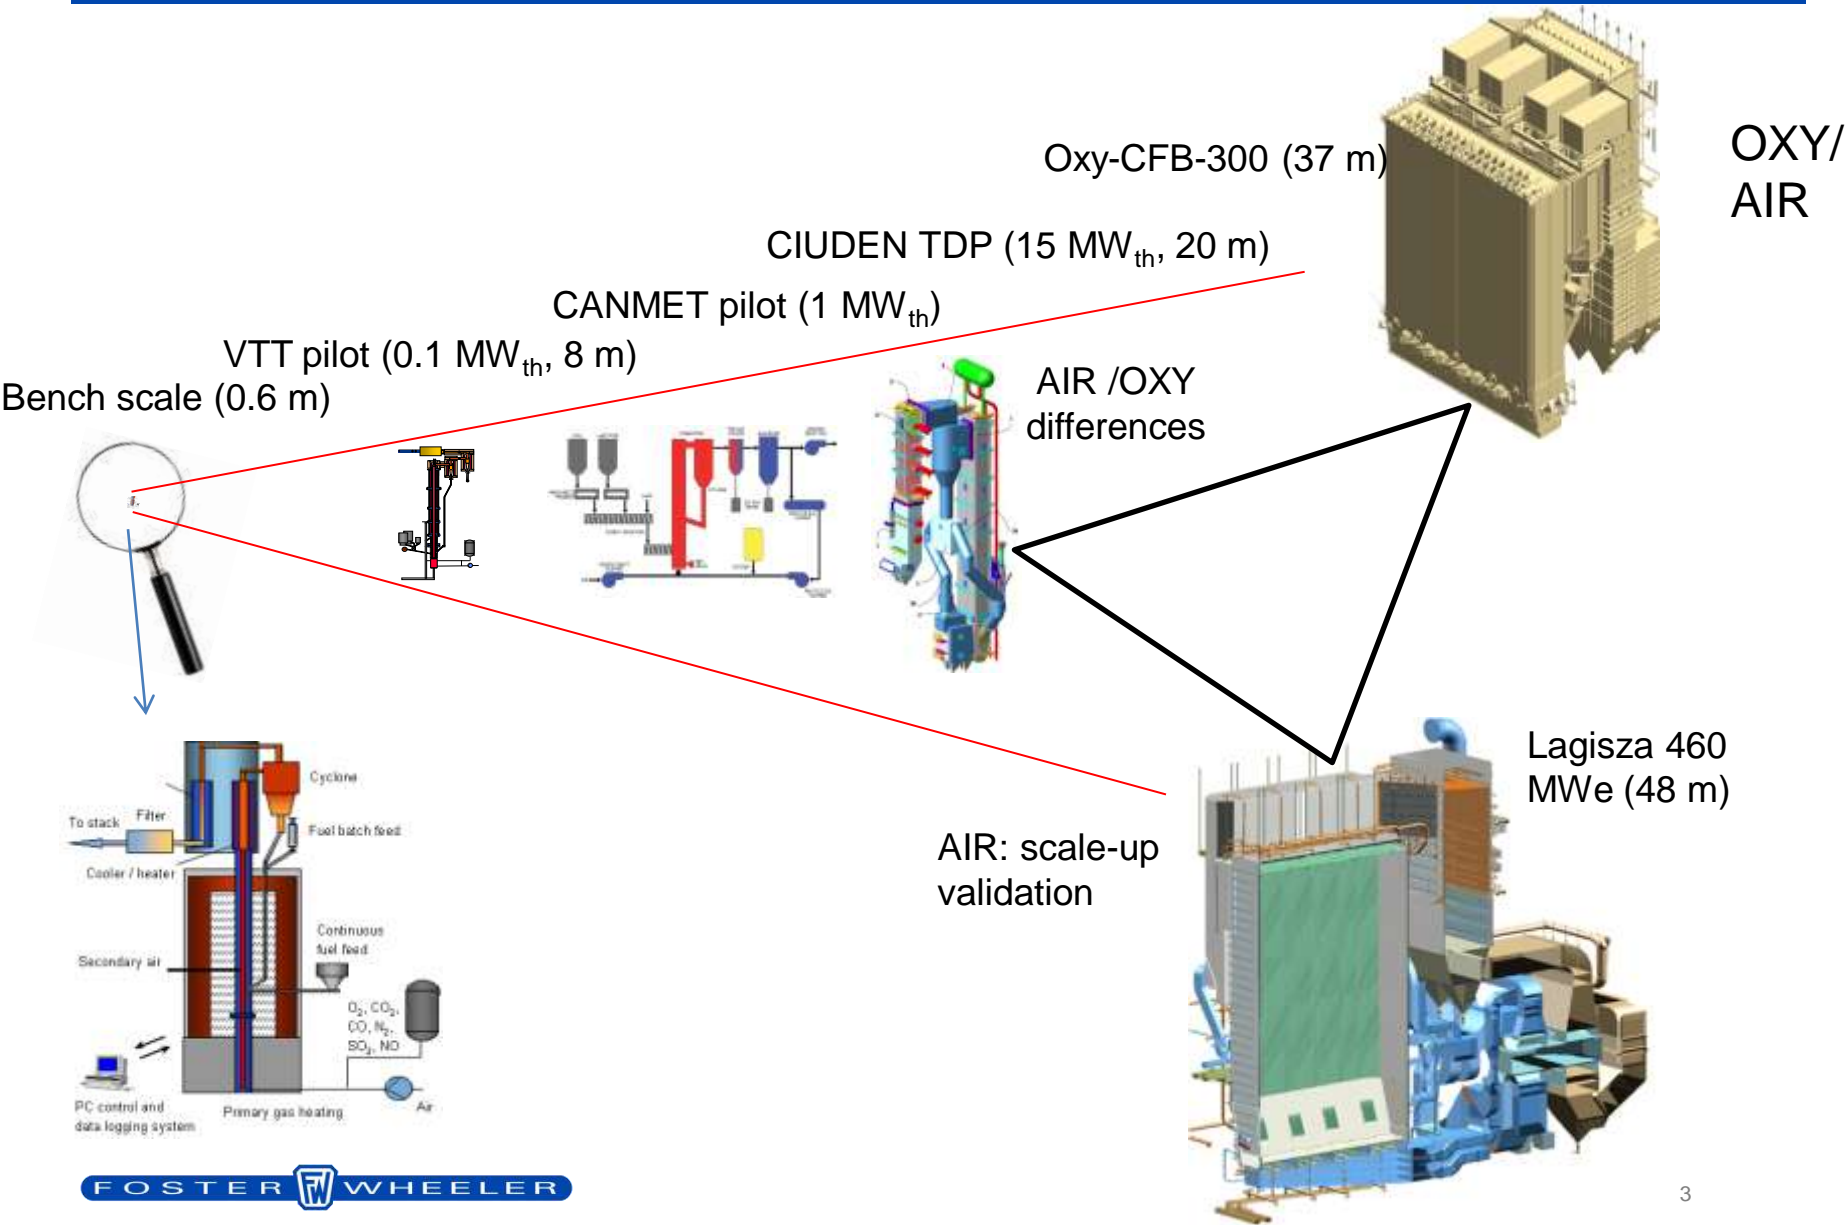 OXY/
AIR
Oxy-CFB-300 (37 m)
CIUDEN TDP (15 MWth, 20 m)
CANMET pilot (1 MWth)
VTT pilot (0.1 MWth, 8 m)
Bench scale (0.6 m)
AIR /OXY
differences
Lagisza 460
MWe (48 m)
AIR: scale-up
validation
Cyclone
To stack
Filter
Fuel batch feed
Cooler / heater
Continuous
fuel feed
Secondary air
O2, CO2,
CO, N2,
SO2, NO
PC control and
data logging system
Primary gas heating
Air
FOSTER FW WHEELER
3